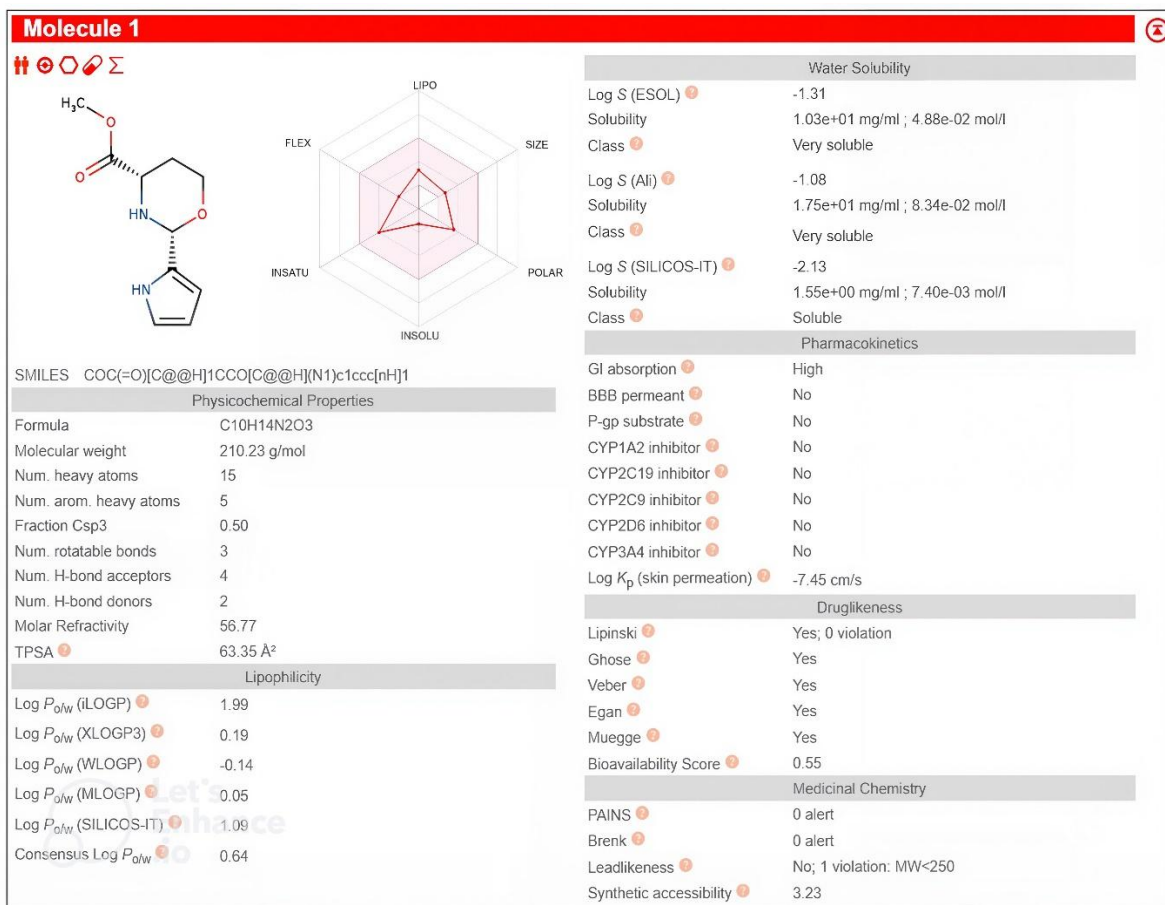 Molecule 1
H₃C
O
O
O
HN
HN
LIPO
FLEX
SIZE
INSATU
POLAR
INSOLU
SMILES COC(=O)[C@@H]1CCO[C@@H](N1)c1ccc[nH]1
Physicochemical Properties
Formula C10H14N2O3
Molecular weight 210.23 g/mol
Num. heavy atoms 15
Num. arom. heavy atoms 5
Fraction Csp3 0.50
Num. rotatable bonds 3
Num. H-bond acceptors 4
Num. H-bond donors 2
Molar Refractivity 56.77
TPSA ? 63.35 Å²
Lipophilicity
Log Po/w (iLOGP) ? 1.99
Log Po/w (XLOGP3) ? 0.19
Log Po/w (WLOGP) ? -0.14
Log Po/w (MLOGP) ? 0.05
Log Po/w (SILICOS-IT) ? 1.09
Consensus Log Po/w ? 0.64
Let's
Enhance
.io
Water Solubility
Log S (ESOL) ? -1.31
Solubility 1.03e+01 mg/ml ; 4.88e-02 mol/l
Class ? Very soluble
Log S (Ali) ? -1.08
Solubility 1.75e+01 mg/ml ; 8.34e-02 mol/l
Class ? Very soluble
Log S (SILICOS-IT) ? -2.13
Solubility 1.55e+00 mg/ml ; 7.40e-03 mol/l
Class ? Soluble
Pharmacokinetics
GI absorption ? High
BBB permeant ? No
P-gp substrate ? No
CYP1A2 inhibitor ? No
CYP2C19 inhibitor ? No
CYP2C9 inhibitor ? No
CYP2D6 inhibitor ? No
CYP3A4 inhibitor ? No
Log Kp (skin permeation) ? -7.45 cm/s
Druglikeness
Lipinski ? Yes; 0 violation
Ghose ? Yes
Veber ? Yes
Egan ? Yes
Muegge ? Yes
Bioavailability Score ? 0.55
Medicinal Chemistry
PAINS ? 0 alert
Brenk ? 0 alert
Leadlikeness ? No; 1 violation: MW<250
Synthetic accessibility ? 3.23